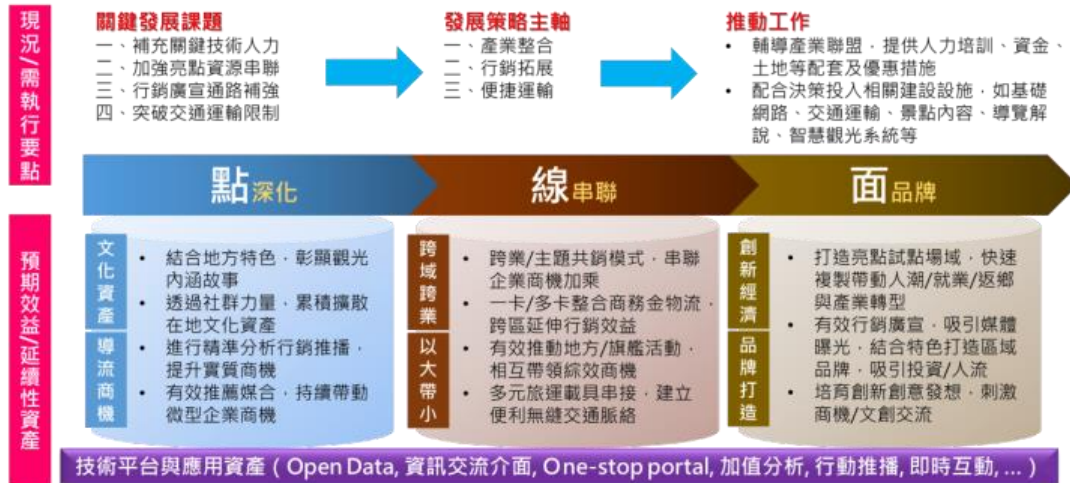 現況/需執行要點
關鍵發展課題
一、補充關鍵技術人力
二、加強亮點資源串聯
三、行銷廣宣通路補強
四、突破交通運輸限制
發展策略主軸
一、產業整合
二、行銷拓展
三、便捷運輸
推動工作
• 輔導產業聯盟，提供人力培訓、資金、
土地等配套及優惠措施
• 配合決策投入相關建設設施，如基礎
網路、交通運輸、景點內容、導覽解
說、智慧觀光系統等
點深化
線串聯
面品牌
預期效益/延續性資產
文化資產
• 結合地方特色，彰顯觀光
內涵故事
• 透過社群力量，累積擴散
在地文化資產
導流商機
• 進行精準分析行銷推播，
提升實質商機
• 有效推薦媒合，持續帶動
微型企業商機
跨域跨業
• 跨業/主題共銷模式，串聯
企業商機加乘
• 一卡/多卡整合商務金物流，
跨區延伸行銷效益
以大帶小
• 有效推動地方/旗艦活動，
相互帶領綜效商機
• 多元旅運載具串接，建立
便利無縫交通脈絡
創新經濟
• 打造亮點試點場域，快速
複製帶動人潮/就業/返鄉
與產業轉型
品牌打造
• 有效行銷廣宣，吸引媒體
曝光，結合特色打造區域
品牌，吸引投資/人流
• 培育創新創意發想，刺激
商機/文創交流
技術平台與應用資產（Open Data, 資訊交流介面, One-stop portal, 加值分析, 行動推播, 即時互動, ...）